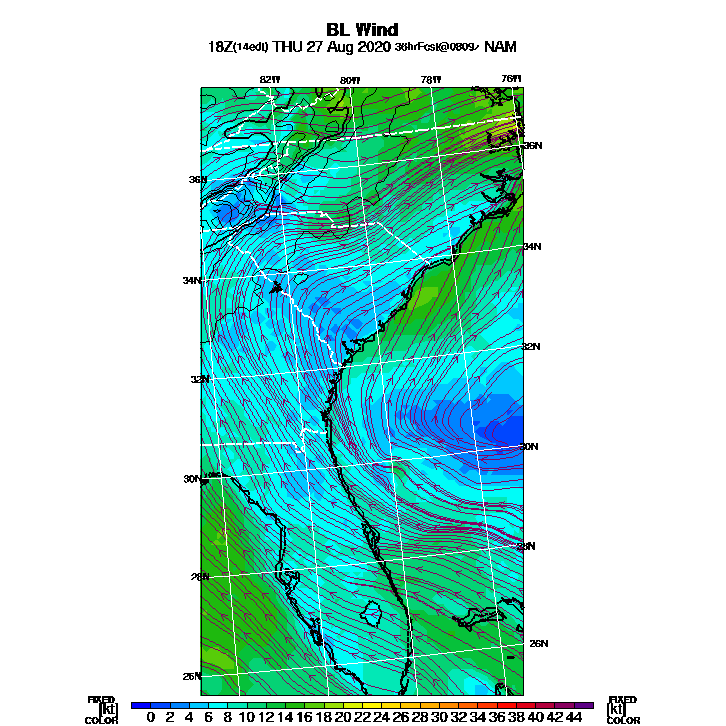 BL Wind
18Z(14edt) THU 27 Aug 2020 36hrFcst@0809z NAM
82W 80W 78W 76W
36N
36N
34N
34N
32N
32N
30N
30N
28N
28N
26N
26N
FIXED FIXED
[kt] 0 2 4 6 8 10 12 14 16 18 20 22 24 26 28 30 32 34 36 38 40 42 44 [kt]
COLOR COLOR